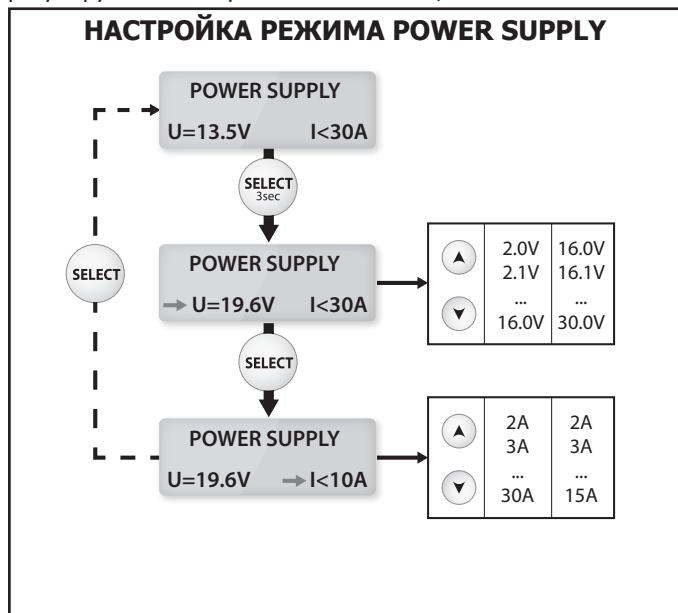 НАСТРОЙКА РЕЖИМА POWER SUPPLY
POWER SUPPLY
U=13.5V I<30A
SELECT
3sec
POWER SUPPLY
U=19.6V I<30A
2.0V 16.0V
2.1V 16.1V
... ...
16.0V 30.0V
SELECT
SELECT
POWER SUPPLY
U=19.6V I<10A
2A 2A
3A 3A
... ...
30A 15A